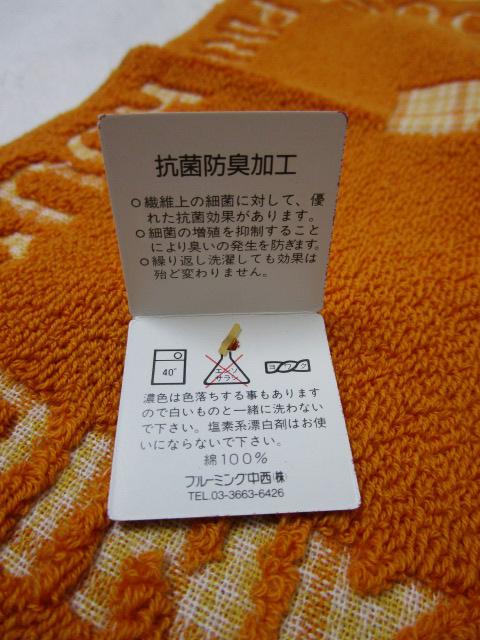 抗菌防臭加工
○繊維上の細菌に対して、優
れた抗菌効果があります。
○細菌の増殖を抑制すること
により臭いの発生を防ぎます。
○繰り返し洗濯しても効果は
殆ど変わりません。
40°
エンソ
サラシ
ヨワク
濃色は色落ちする事もあります
ので白いものと一緒に洗わない
で下さい。塩素系漂白剤はお使
いにならないで下さい。
綿100%
ブルーミング中西㈱
TEL.03-3663-6426